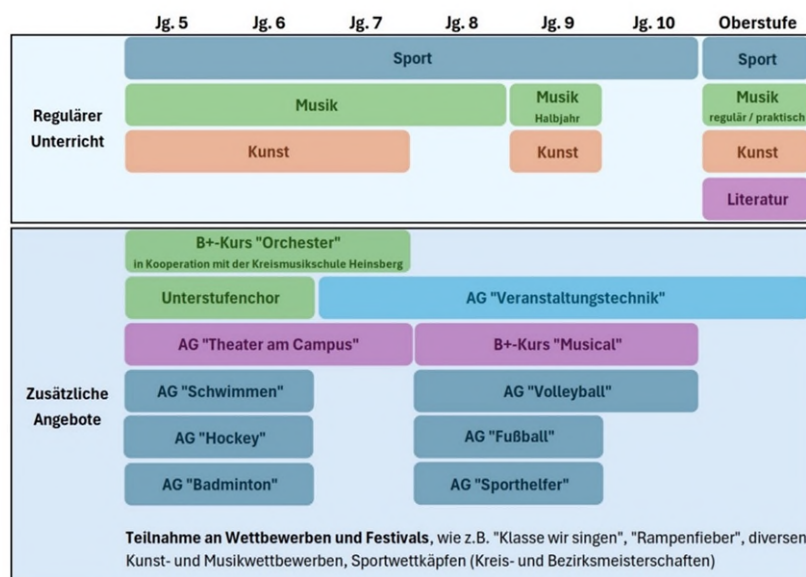 Jg. 5 Jg. 6 Jg. 7 Jg. 8 Jg. 9 Jg. 10 Oberstufe
Regulärer
Unterricht
Sport Sport
Musik Musik Musik
Halbjahr regulär / praktisch
Kunst Kunst Kunst
Literatur
Zusätzliche
Angebote
B+-Kurs "Orchester"
in Kooperation mit der Kreismusikschule Heinsberg
Unterstufenchor AG "Veranstaltungstechnik"
AG "Theater am Campus" B+-Kurs "Musical"
AG "Schwimmen" AG "Volleyball"
AG "Hockey" AG "Fußball"
AG "Badminton" AG "Sporthelfer"
Teilnahme an Wettbewerben und Festivals, wie z.B. "Klasse wir singen", "Rampenfieber", diversen
Kunst- und Musikwettbewerben, Sportwettkäpfen (Kreis- und Bezirksmeisterschaften)